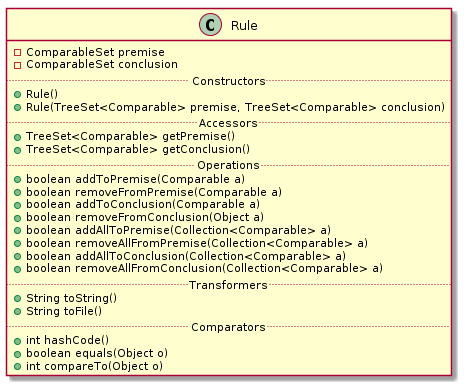 C Rule
ComparableSet premise
ComparableSet conclusion
Constructors
Rule()
Rule(TreeSet<Comparable> premise, TreeSet<Comparable> conclusion)
Accessors
TreeSet<Comparable> getPremise()
TreeSet<Comparable> getConclusion()
Operations
boolean addToPremise(Comparable a)
boolean removeFromPremise(Comparable a)
boolean addToConclusion(Comparable a)
boolean removeFromConclusion(Object a)
boolean addAllToPremise(Collection<Comparable> a)
boolean removeAllFromPremise(Collection<Comparable> a)
boolean addAllToConclusion(Collection<Comparable> a)
boolean removeAllFromConclusion(Collection<Comparable> a)
Transformers
String toString()
String toFile()
Comparators
int hashCode()
boolean equals(Object o)
int compareTo(Object o)